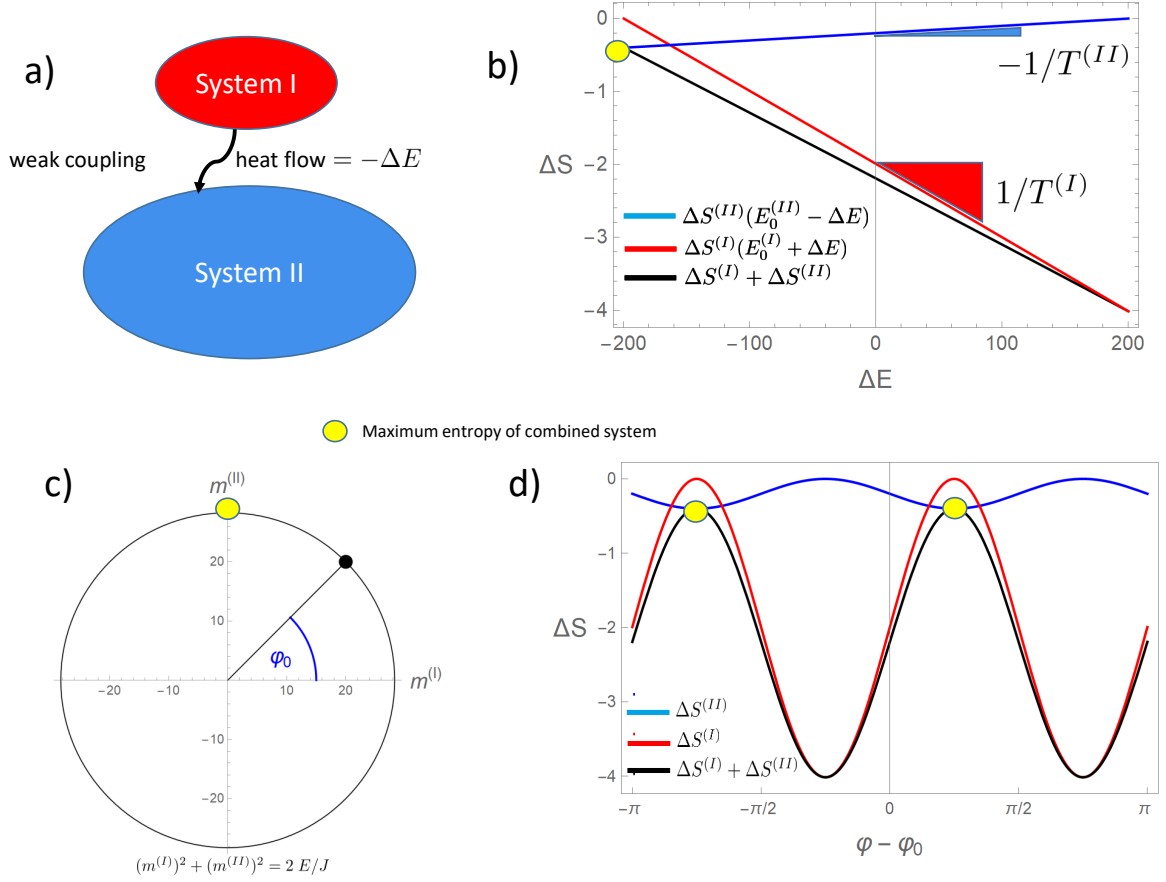 a)
System I
weak coupling
heat flow = −ΔE
System II
b)
0
−1
−2
−3
−4
ΔS
−1/T^(II)
1/T^(I)
ΔS^(II)(E_0^(II) − ΔE)
ΔS^(I)(E_0^(I) + ΔE)
ΔS^(I) + ΔS^(II)
−200
−100
0
100
200
ΔE
Maximum entropy of combined system
c)
m^(II)
20
10
φ_0
m^(I)
−20
−10
10
20
−10
−20
(m^(I))^2 + (m^(II))^2 = 2 E/J
d)
0
−1
−2
−3
−4
ΔS
ΔS^(II)
ΔS^(I)
ΔS^(I) + ΔS^(II)
−π
−π/2
0
π/2
π
φ − φ_0